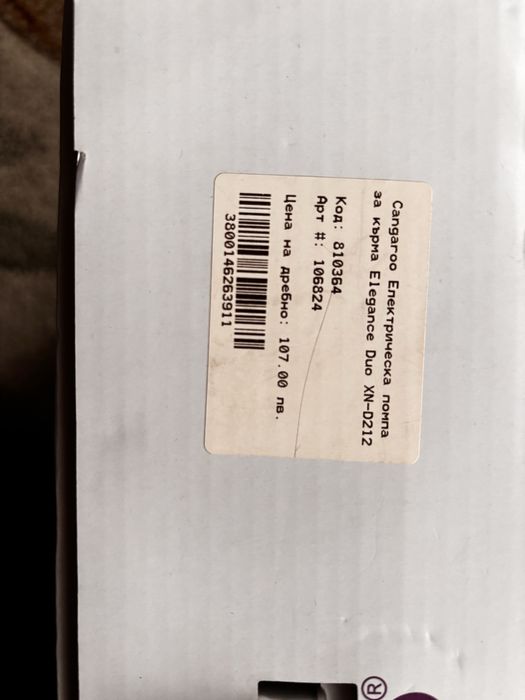 Cangaroo Електрическа помпа
за кърма Elegance Duo XN-D212
Код: 810364
Арт #: 106824
Цена на дребно: 107.00 лв.
3800146263911
®